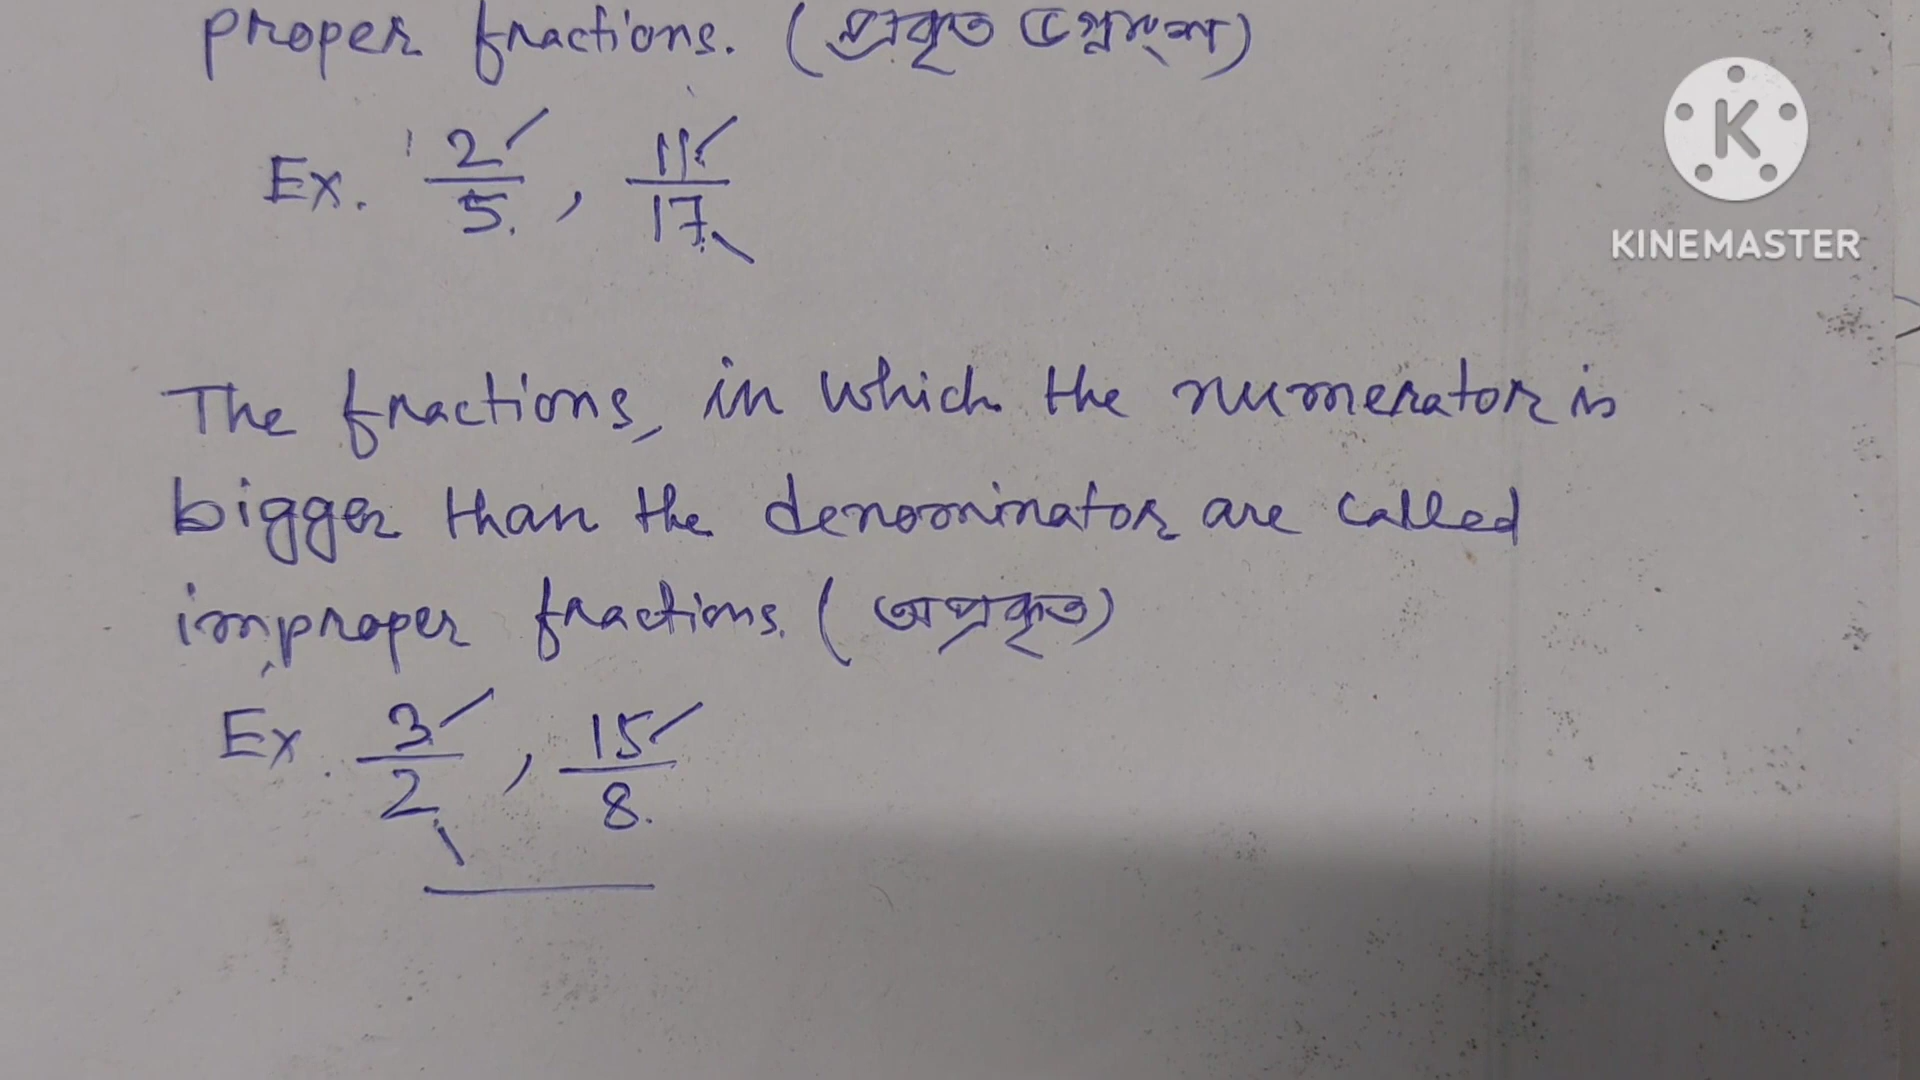 proper fractions. (প্রকৃত ভগ্নাংশ)
Ex. 2/5, 11/17
KINEMASTER
The fractions, in which the numerator is
bigger than the denominator are called
improper fractions. (অপ্রকৃত)
Ex. 3/2, 15/8